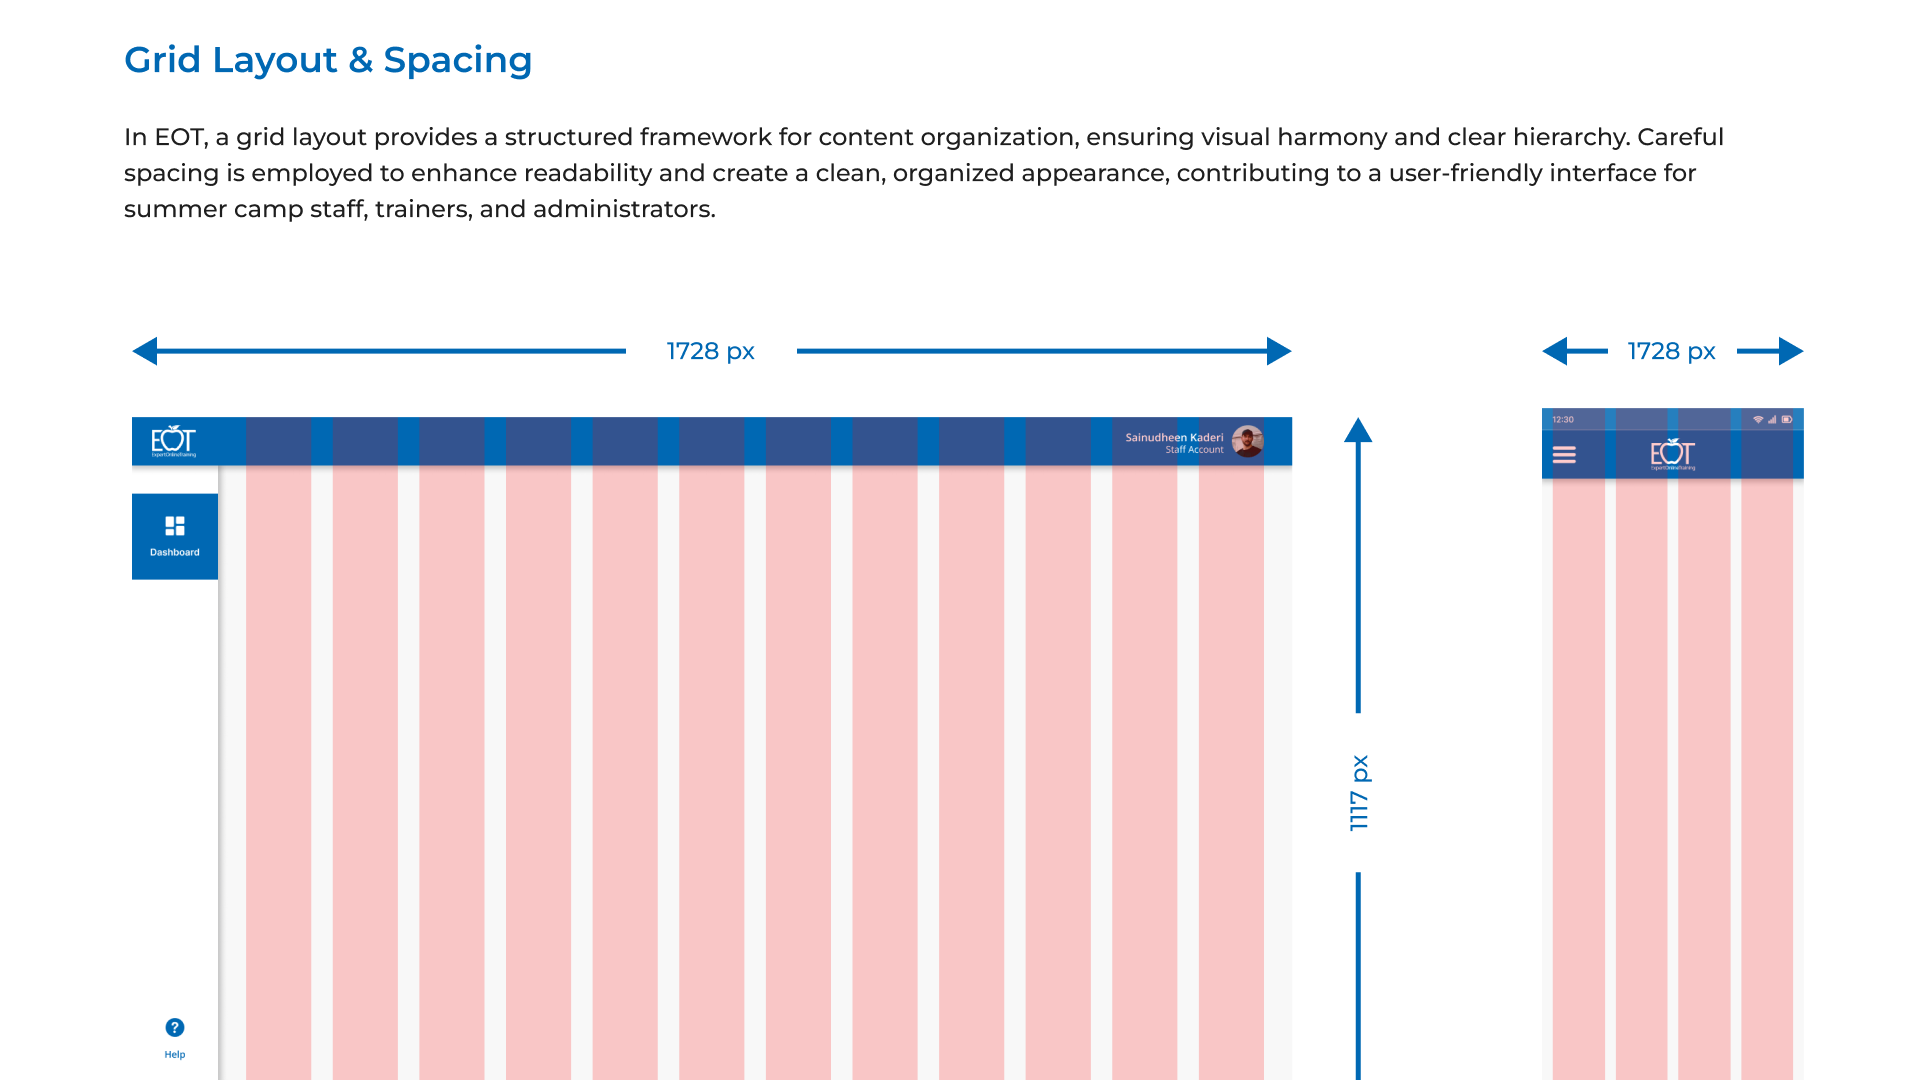 Grid Layout & Spacing
In EOT, a grid layout provides a structured framework for content organization, ensuring visual harmony and clear hierarchy. Careful
spacing is employed to enhance readability and create a clean, organized appearance, contributing to a user-friendly interface for
summer camp staff, trainers, and administrators.
1728 px
1728 px
EOT
ExpertOnlineTraining
Sainudheen Kaderi
Staff Account
12:30
EOT
ExpertOnlineTraining
Dashboard
1117 px
?
Help